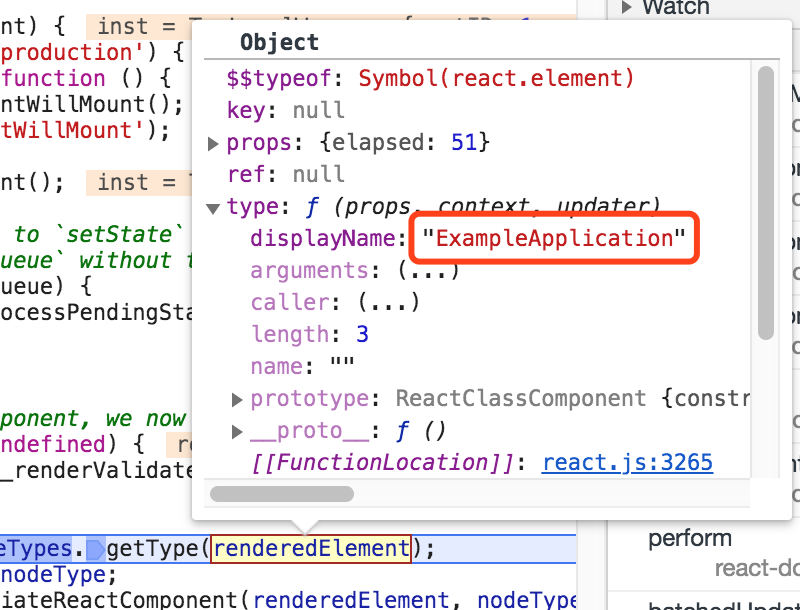 Watch
nt) { inst =
Object
production') {
function () {
$$typeof: Symbol(react.element)
ntWillMount();
key: null
tWillMount');
props: {elapsed: 51}
ref: null
nt(); inst =
type: ƒ (props, context, updater)
to `setState`
displayName: "ExampleApplication"
ueue` without
arguments: (...)
ueue) {
caller: (...)
ocessPendingSta
length: 3
name: ""
prototype: ReactClassComponent {constr
ponent, we now
__proto__: ƒ ()
ndefined) {
[[FunctionLocation]]: react.js:3265
_renderValidate
perform
eTypes.getType(renderedElement);
react-do
nodeType;
iateReactComponent(renderedElement, nodeType
batchedUpda